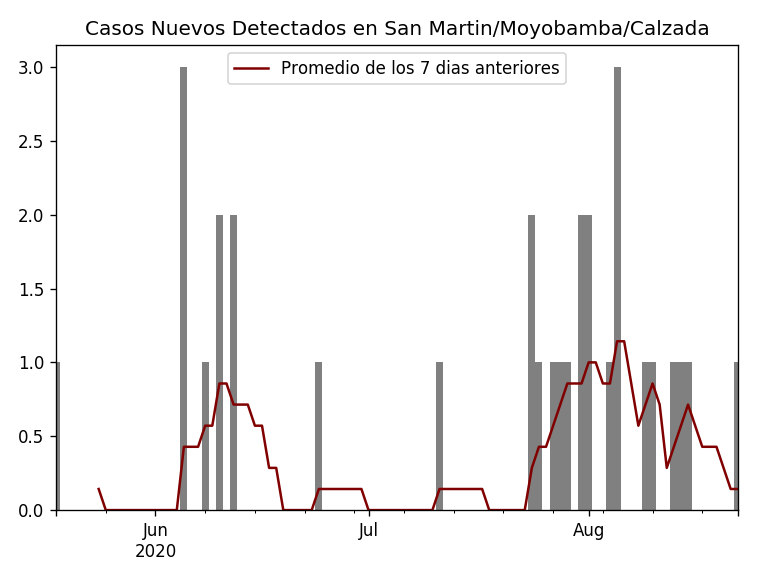 Casos Nuevos Detectados en San Martin/Moyobamba/Calzada
Promedio de los 7 dias anteriores
3.0
2.5
2.0
1.5
1.0
0.5
0.0
Jun
2020
Jul
Aug